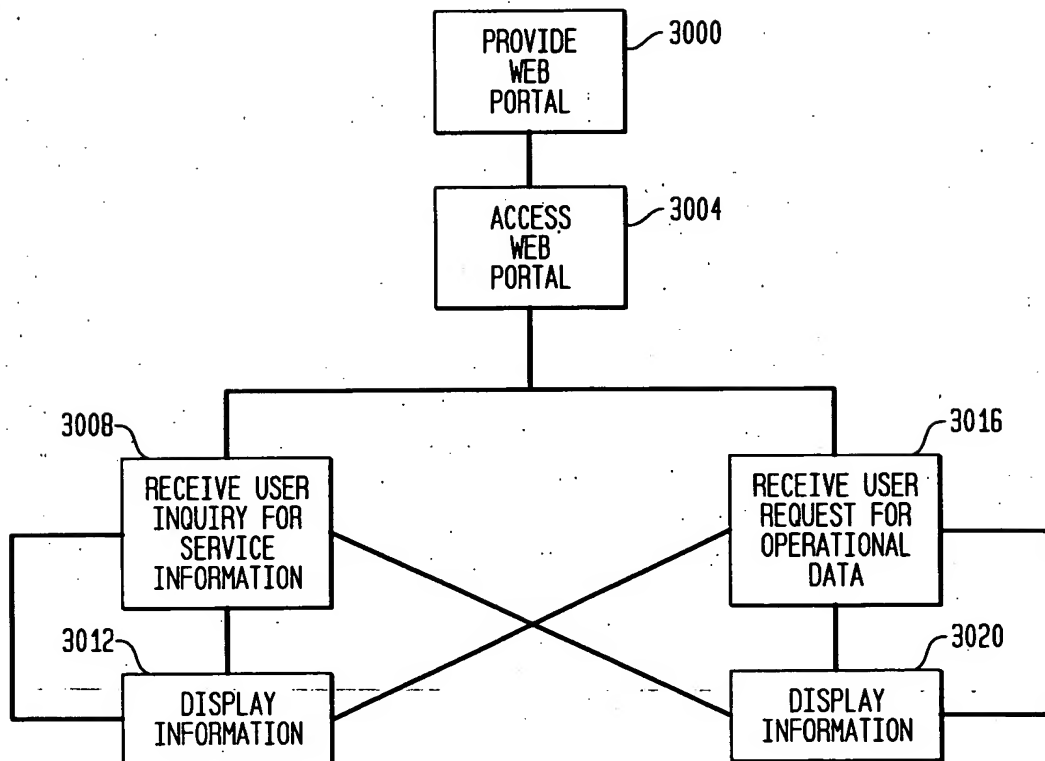 PROVIDE
WEB
PORTAL
3000
ACCESS
WEB
PORTAL
3004
3008
RECEIVE USER
INQUIRY FOR
SERVICE
INFORMATION
3016
RECEIVE USER
REQUEST FOR
OPERATIONAL
DATA
3012
DISPLAY
INFORMATION
3020
DISPLAY
INFORMATION